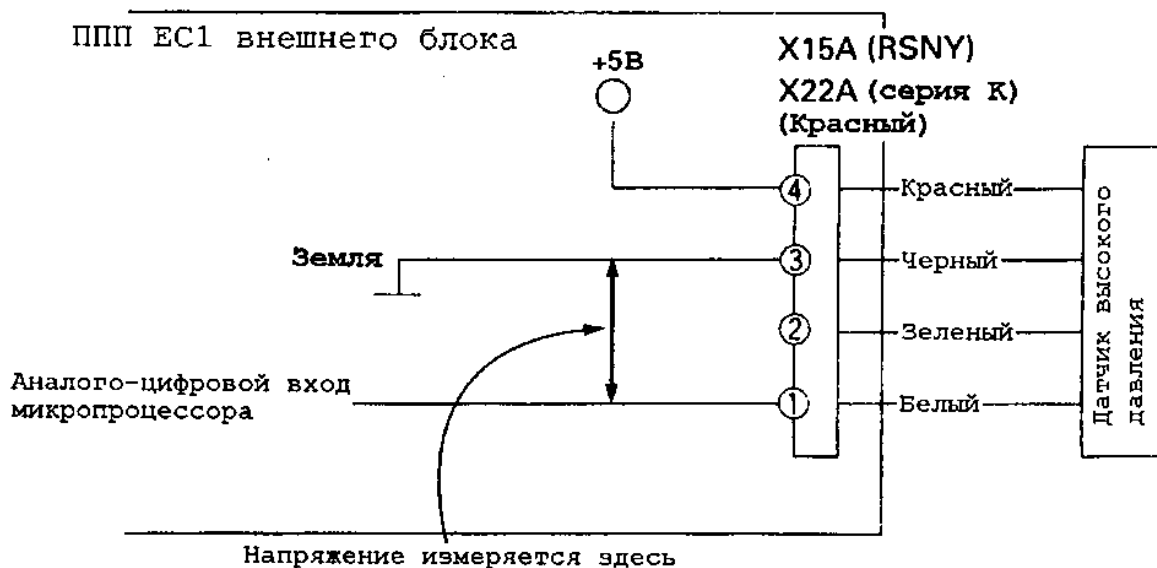 ППП EC1 внешнего блока
+5В
X15A (RSNY)
X22A (серия К)
(Красный)
4
Красный
Земля
3
Черный
2
Зеленый
Аналого-цифровой вход
микропроцессора
1
Белый
Датчик высокого
давления
Напряжение измеряется здесь